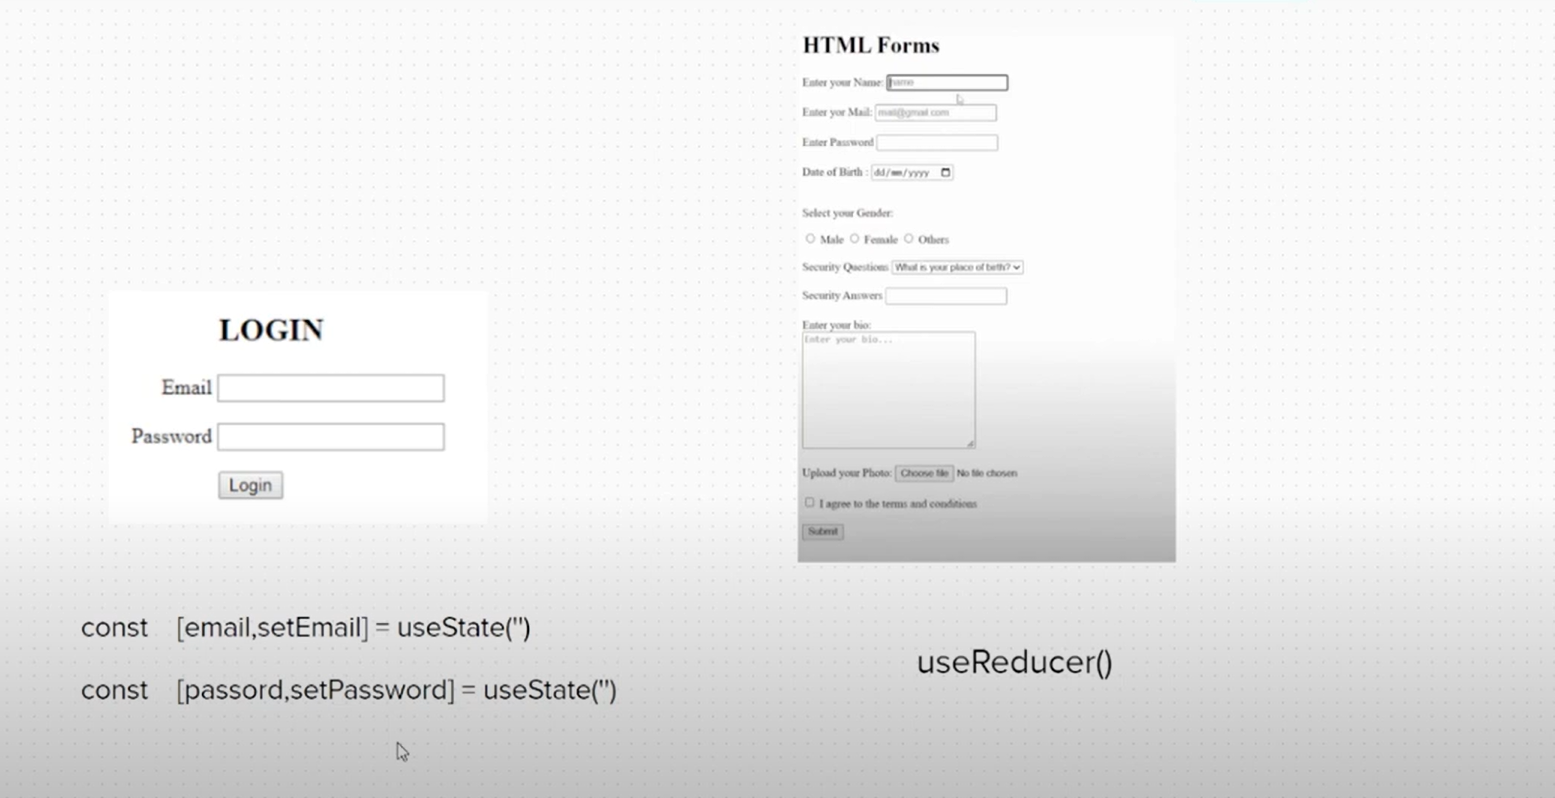 LOGIN
Email
Password
Login
const [email,setEmail] = useState('')
const [passord,setPassword] = useState('')
HTML Forms
Enter your Name: name
Enter yor Mail: mail@gmail.com
Enter Password
Date of Birth : dd/mm/yyyy
Select your Gender:
Male Female Others
Security Questions What is your place of birth?
Security Answers
Enter your bio:
Enter your bio...
Upload your Photo: Choose file No file chosen
I agree to the terms and conditions
Submit
useReducer()